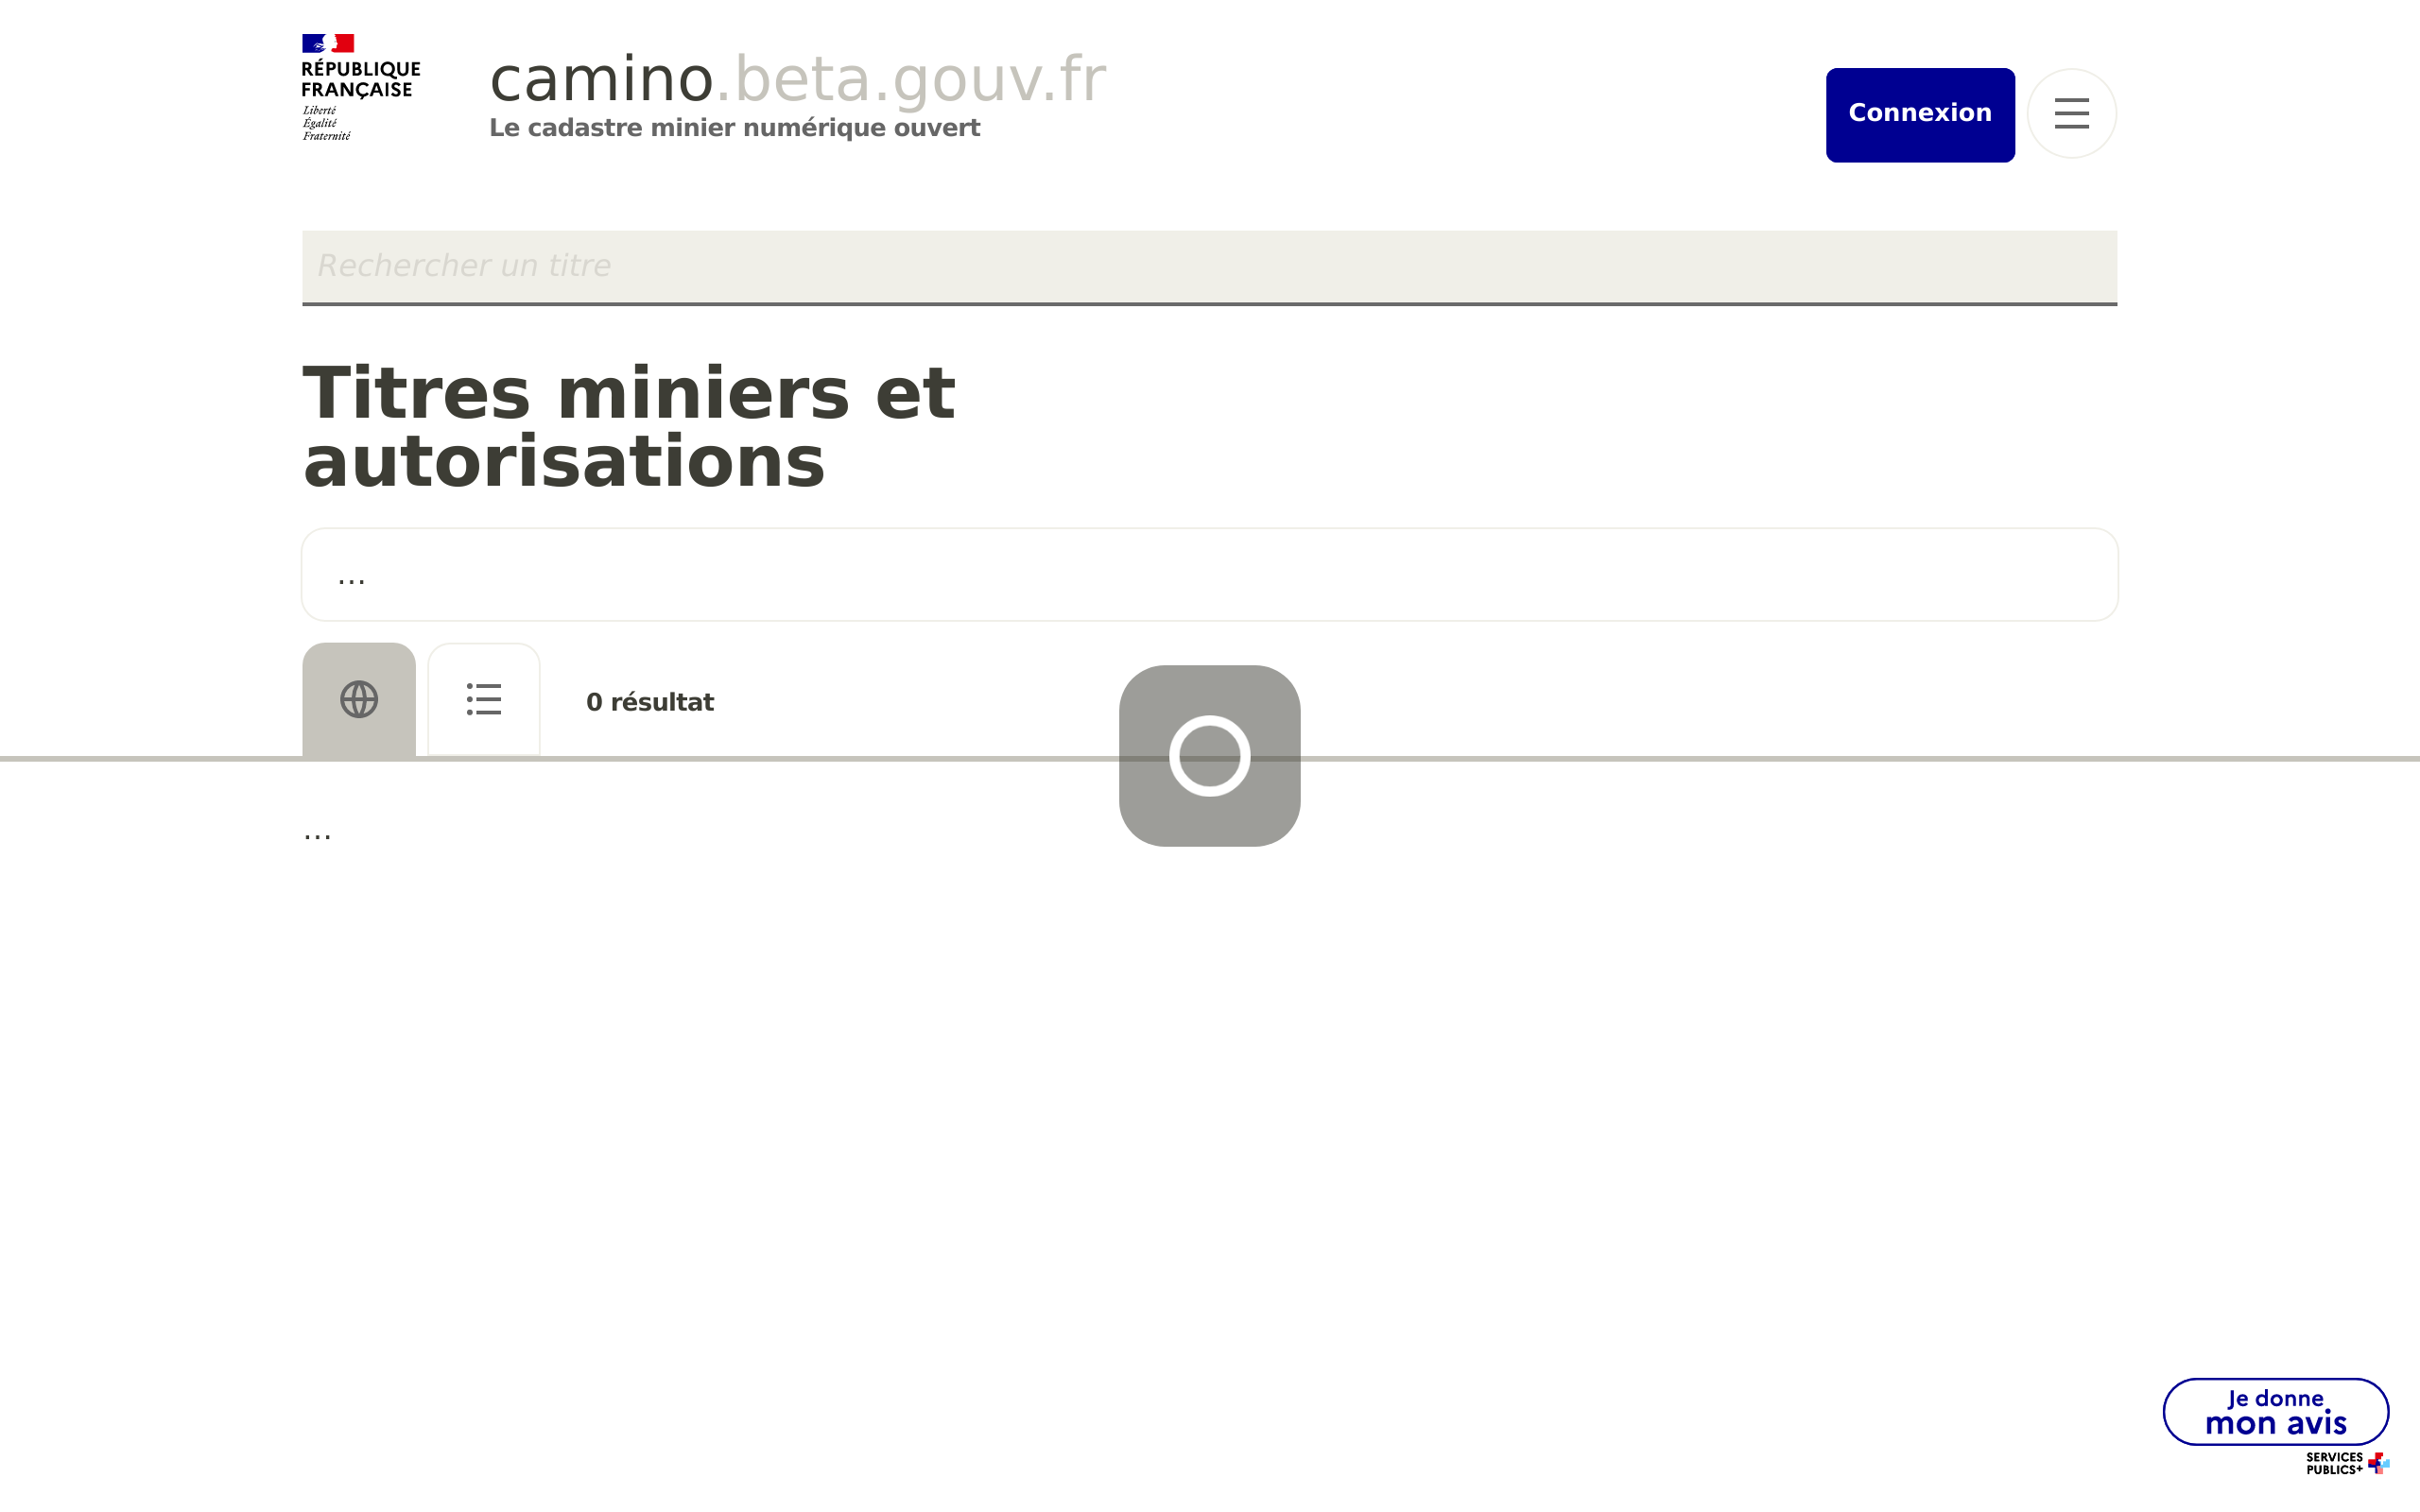 RÉPUBLIQUE
FRANÇAISE
Liberté
Égalité
Fraternité
camino.beta.gouv.fr
Le cadastre minier numérique ouvert
Connexion
Rechercher un titre
Titres miniers et
autorisations
...
0 résultat
...
Je donne
mon avis
SERVICES
PUBLICS+